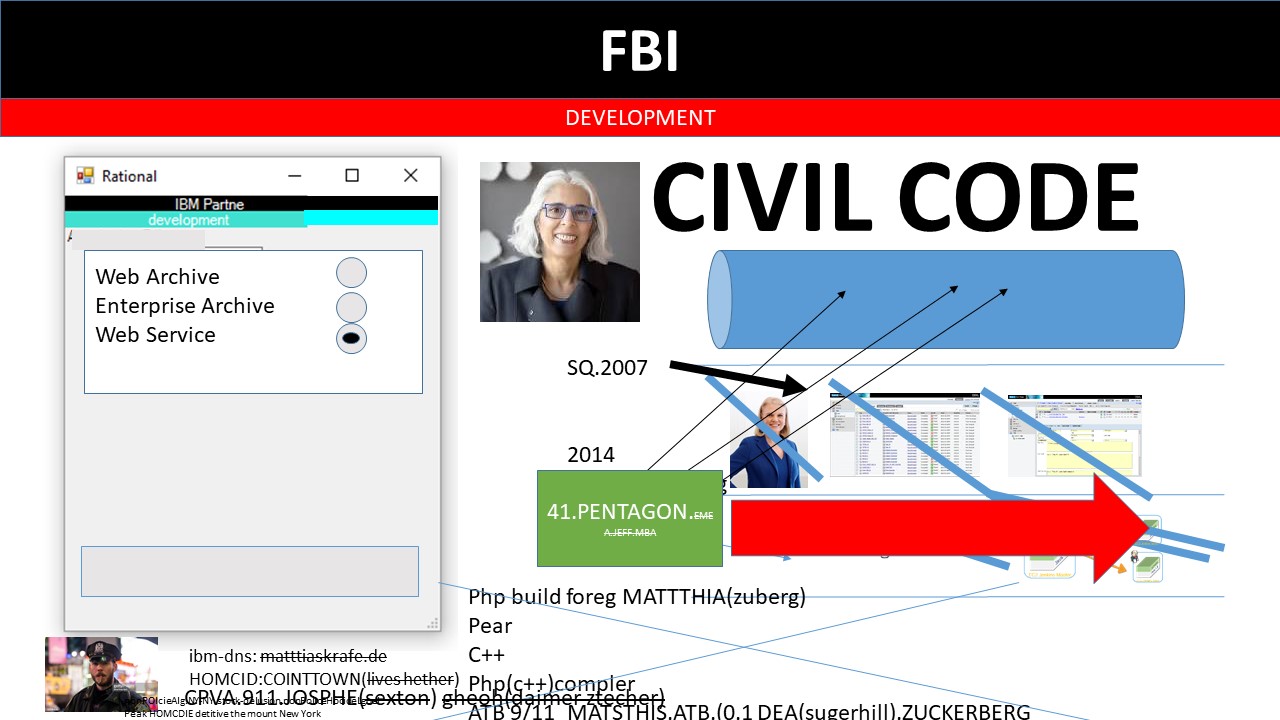 FBI
DEVELOPMENT
Rational
IBM Partne
development
CIVIL CODE
Web Archive
Enterprise Archive
Web Service
SQ.2007
2014
41.PENTAGON.EME
A.JEFF.MBA
Php build foreg MATTTHIA(zuberg)
Pear
C++
Php(c++)compler
ibm-dns: matttiaskrafe.de
HOMCID:COINTTOWN(lives hether)
CRVA 911 JOSPHE(sexton) gheoh(daimer ztecher)
Peak HOMCDIE detitive the mount New York
ATB 9/11 MATSTHIS.ATB.(0.1 DEA(sugerhill).ZUCKERBERG